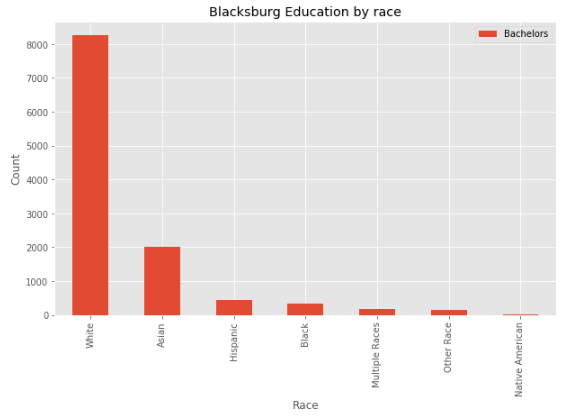 Blacksburg Education by race
Bachelors
Count
8000
7000
6000
5000
4000
3000
2000
1000
0
White
Asian
Hispanic
Black
Multiple Races
Other Race
Native American
Race